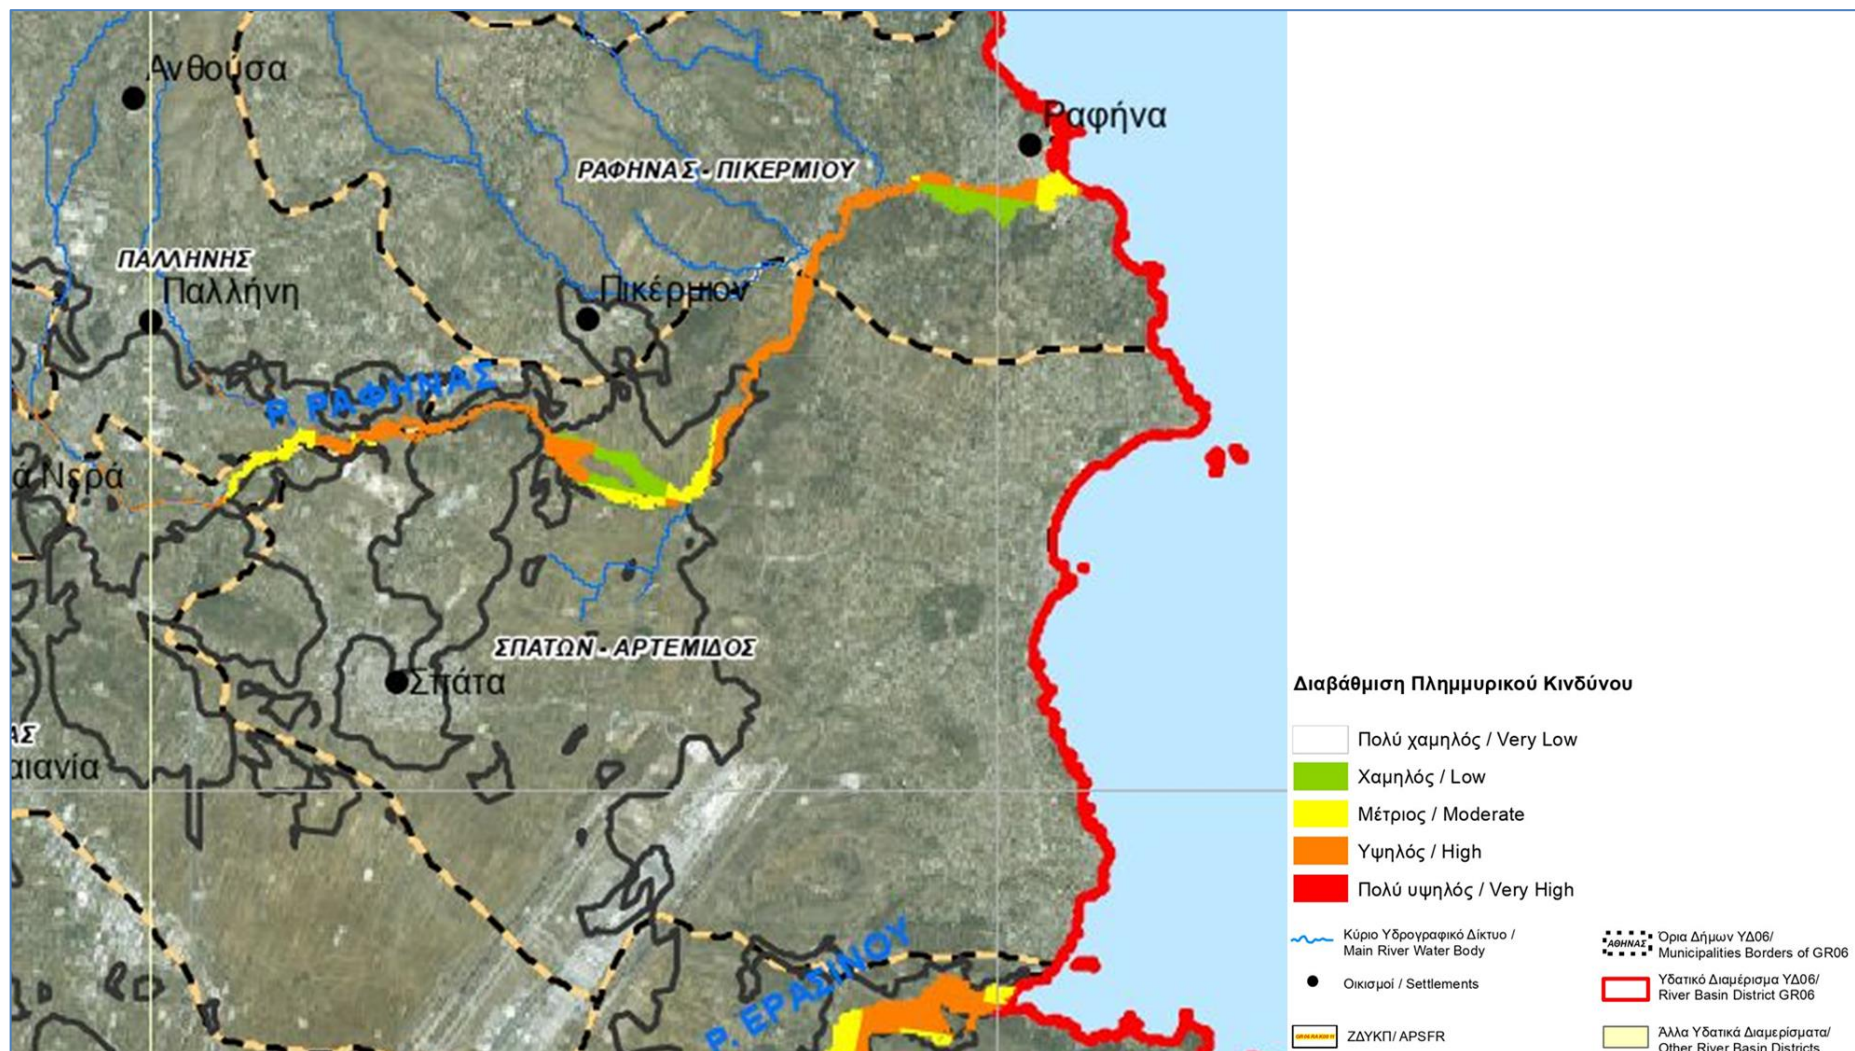 Ανθούσα
Ραφήνα
ΡΑΦΗΝΑΣ - ΠΙΚΕΡΜΙΟΥ
ΠΑΛΛΗΝΗΣ
Παλλήνη
Πικέρμιον
Ρ. ΡΑΦΗΝΑΣ
ά Νερά
ΣΠΑΤΩΝ - ΑΡΤΕΜΙΔΟΣ
Σπάτα
ΑΣ
αιανία
Ρ. ΕΡΑΣΙΝΟΥ
Διαβάθμιση Πλημμυρικού Κινδύνου
Πολύ χαμηλός / Very Low
Χαμηλός / Low
Μέτριος / Moderate
Υψηλός / High
Πολύ υψηλός / Very High
Κύριο Υδρογραφικό Δίκτυο /
Main River Water Body
Οικισμοί / Settlements
ΖΔΥΚΠ/ APSFR
ΑΘΗΝΑΣ
Όρια Δήμων ΥΔ06/
Municipalities Borders of GR06
Υδατικό Διαμέρισμα ΥΔ06/
River Basin District GR06
Άλλα Υδατικά Διαμερίσματα/
Other River Basin Districts